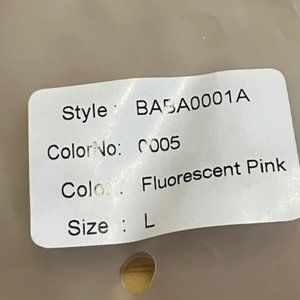 Style : BABA0001A
ColorNo: 0005
Color : Fluorescent Pink
Size : L